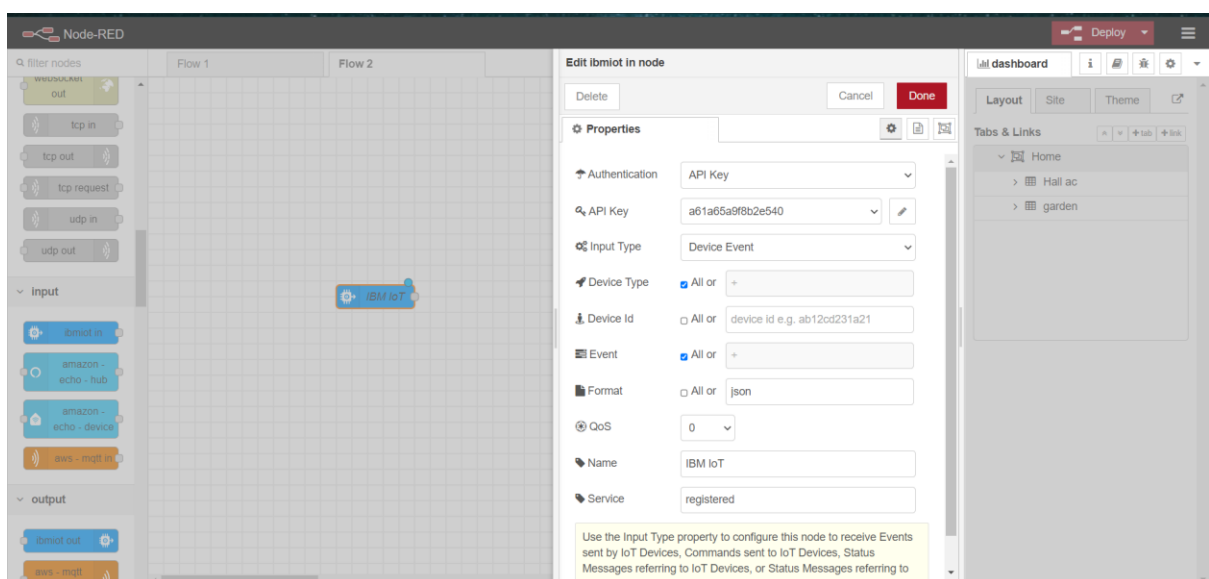 Node-RED
Deploy
filter nodes
Flow 1
Flow 2
Edit ibmiot in node
dashboard
i
websocket
out
tcp in
tcp out
tcp request
udp in
udp out
input
ibmiot in
amazon -
echo - hub
amazon -
echo - device
aws - mqtt in
output
ibmiot out
aws - mqtt
IBM IoT
Delete
Cancel
Done
Properties
Authentication
API Key
API Key
a61a65a9f8b2e540
Input Type
Device Event
Device Type
All or
+
Device Id
All or
device id e.g. ab12cd231a21
Event
All or
+
Format
All or
json
QoS
0
Name
IBM IoT
Service
registered
Use the Input Type property to configure this node to receive Events
sent by IoT Devices, Commands sent to IoT Devices, Status
Messages referring to IoT Devices, or Status Messages referring to
Layout
Site
Theme
Tabs & Links
+ tab
+ link
Home
Hall ac
garden